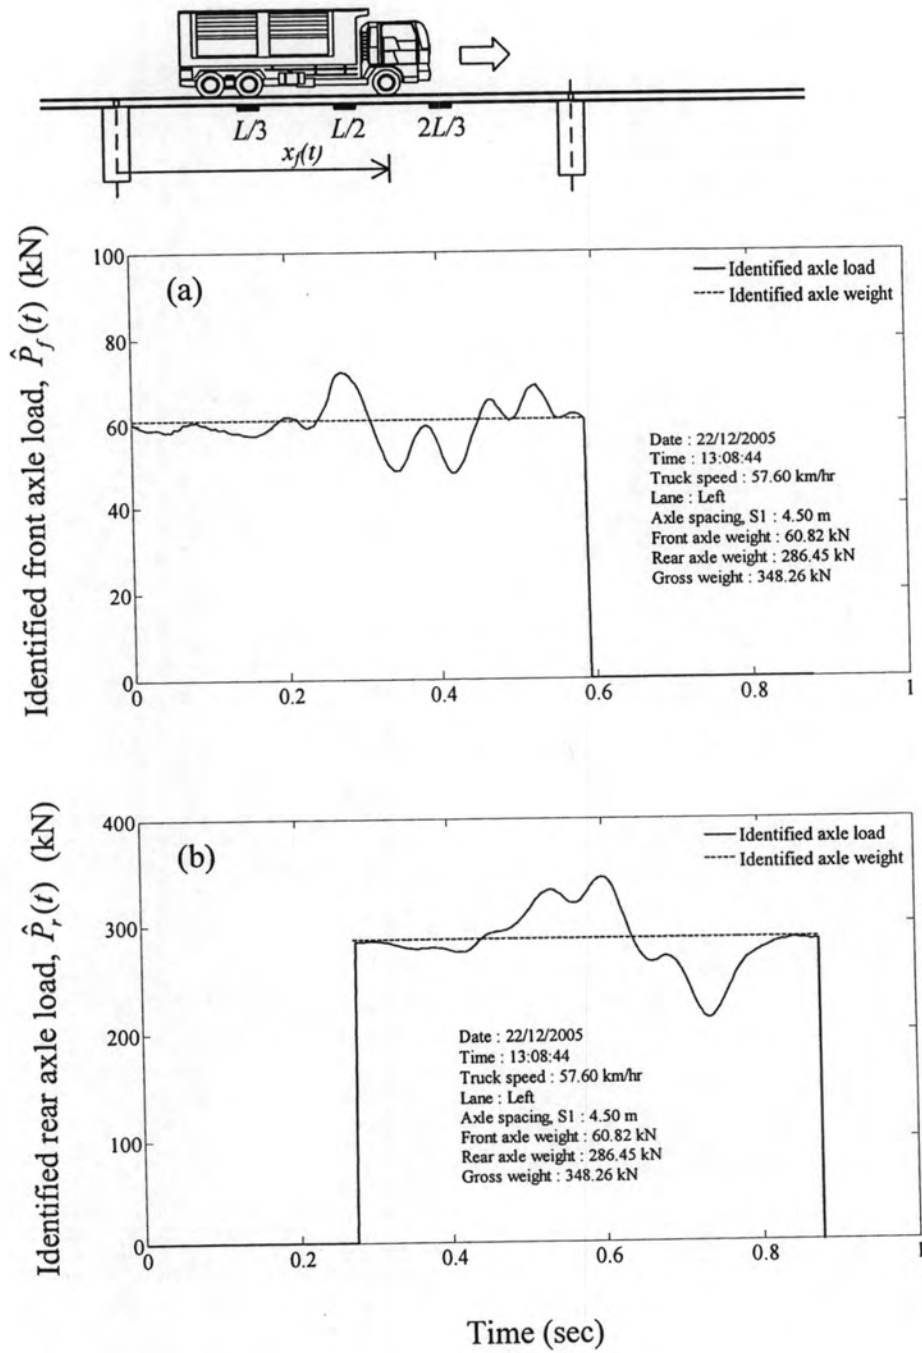 L/3 L/2 2L/3
x_f(t)
Identified front axle load, P̂_f(t) (kN)
(a)
Identified axle load
Identified axle weight
100
80
60
40
20
0
Date : 22/12/2005
Time : 13:08:44
Truck speed : 57.60 km/hr
Lane : Left
Axle spacing, S1 : 4.50 m
Front axle weight : 60.82 kN
Rear axle weight : 286.45 kN
Gross weight : 348.26 kN
0 0.2 0.4 0.6 0.8 1
Identified rear axle load, P̂_r(t) (kN)
(b)
Identified axle load
Identified axle weight
400
300
200
100
0
Date : 22/12/2005
Time : 13:08:44
Truck speed : 57.60 km/hr
Lane : Left
Axle spacing, S1 : 4.50 m
Front axle weight : 60.82 kN
Rear axle weight : 286.45 kN
Gross weight : 348.26 kN
0 0.2 0.4 0.6 0.8 1
Time (sec)